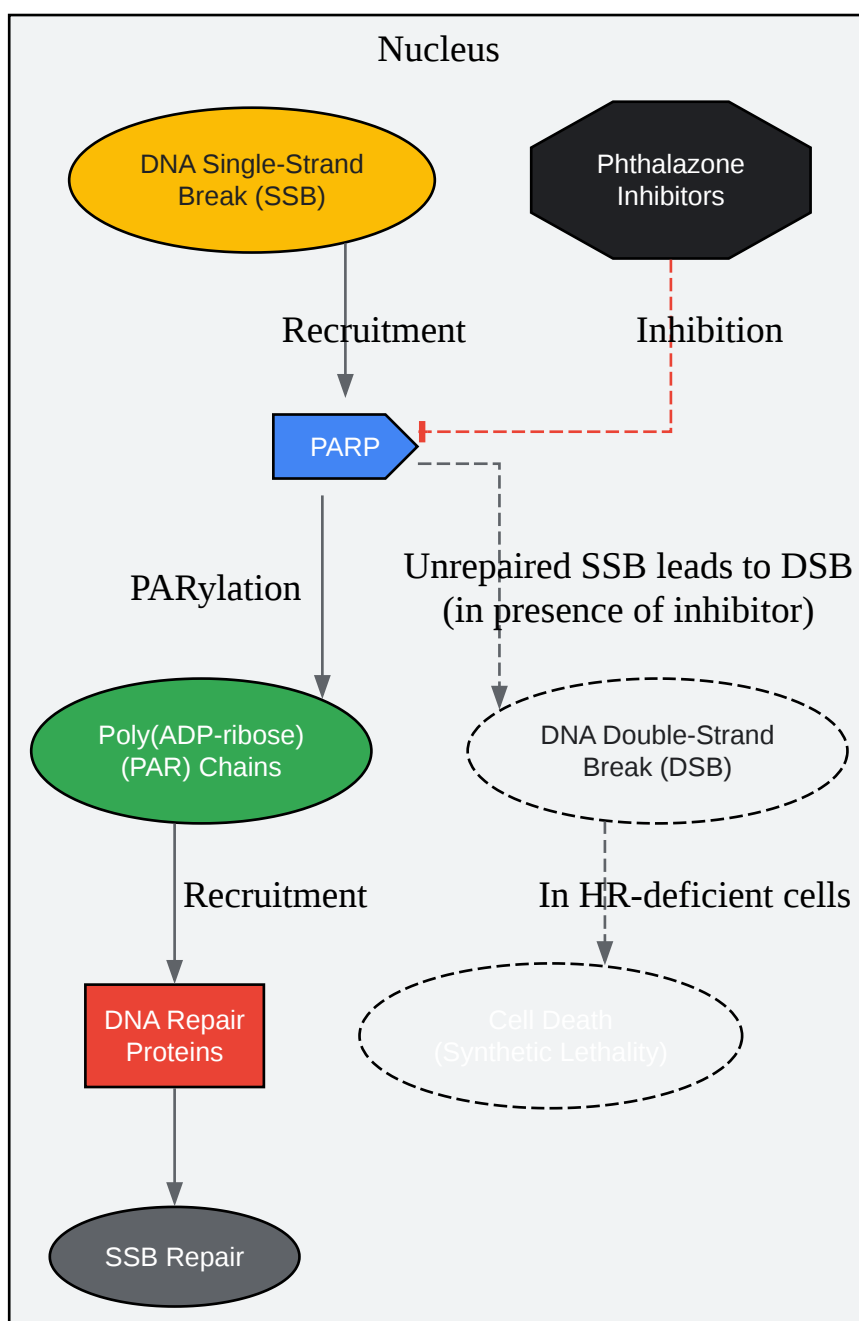 Nucleus
DNA Single-Strand
Break (SSB)
Phthalazone
Inhibitors
Recruitment
Inhibition
PARP
Unrepaired SSB leads to DSB
(in presence of inhibitor)
PARylation
Poly(ADP-ribose)
(PAR) Chains
DNA Double-Strand
Break (DSB)
Recruitment
In HR-deficient cells
DNA Repair
Proteins
Cell Death
(Synthetic Lethality)
SSB Repair